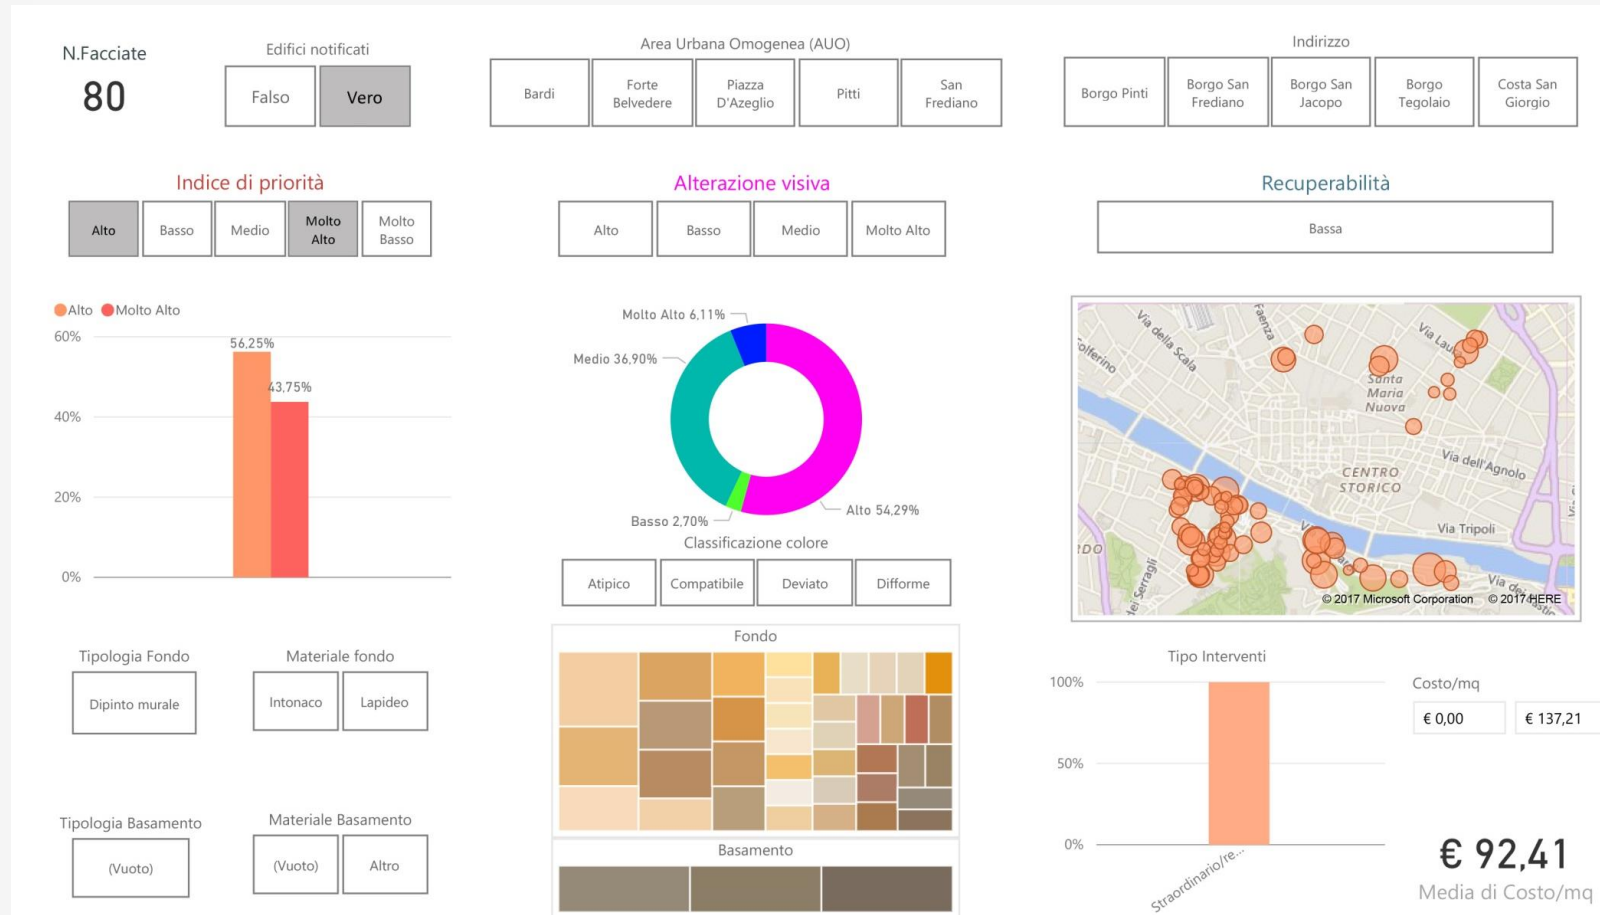 N.Facciate
80
Edifici notificati
Falso
Vero
Area Urbana Omogenea (AUO)
Bardi
Forte
Belvedere
Piazza
D'Azeglio
Pitti
San
Frediano
Indirizzo
Borgo Pinti
Borgo San
Frediano
Borgo San
Jacopo
Borgo
Tegolaio
Costa San
Giorgio
Indice di priorità
Alto
Basso
Medio
Molto
Alto
Molto
Basso
Alterazione visiva
Alto
Basso
Medio
Molto Alto
Recuperabilità
Bassa
Alto
Molto Alto
60%
40%
20%
0%
56,25%
43,75%
Molto Alto 6,11%
Medio 36,90%
Basso 2,70%
Alto 54,29%
Classificazione colore
Atipico
Compatibile
Deviato
Difforme
Via della Scala
Faenza
Via Laur
olferino
Santa
Maria
Nuova
CENTRO
STORICO
Via dell'Agnolo
Via Tripoli
RDO
dei Serragli
Via de
© 2017 Microsoft Corporation
© 2017 HERE
Tipologia Fondo
Dipinto murale
Materiale fondo
Intonaco
Lapideo
Fondo
Tipo Interventi
100%
50%
0%
Straordinario/re...
Costo/mq
€ 0,00
€ 137,21
Tipologia Basamento
(Vuoto)
Materiale Basamento
(Vuoto)
Altro
Basamento
€ 92,41
Media di Costo/mq